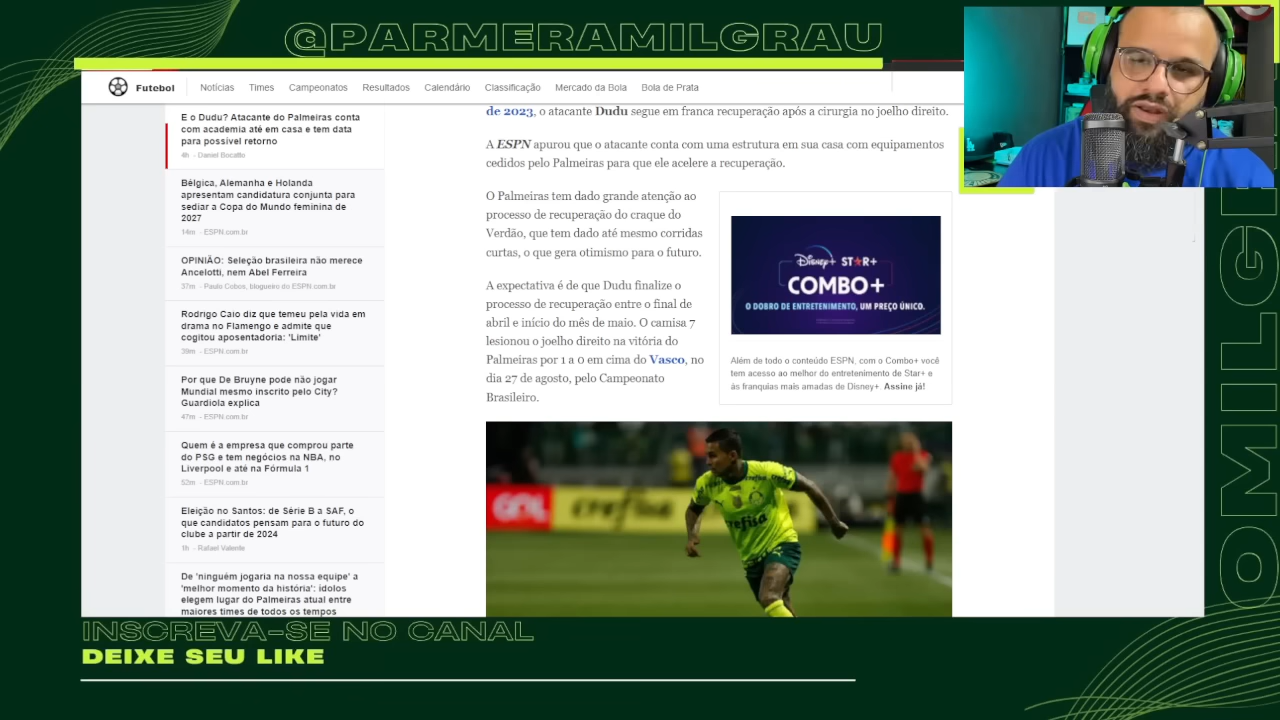 @PARMERAMILGRAU
Futebol
Notícias
Times
Campeonatos
Resultados
Calendário
Classificação
Mercado da Bola
Bola de Prata
E o Dudu? Atacante do Palmeiras conta
com academia até em casa e tem data
para possível retorno
4h - Daniel Bocatto
Bélgica, Alemanha e Holanda
apresentam candidatura conjunta para
sediar a Copa do Mundo feminina de
2027
14m - ESPN.com.br
OPINIÃO: Seleção brasileira não merece
Ancelotti, nem Abel Ferreira
37m - Paulo Cobos, blogueiro do ESPN.com.br
Rodrigo Caio diz que temeu pela vida em
drama no Flamengo e admite que
cogitou aposentadoria: 'Limite'
39m - ESPN.com.br
Por que De Bruyne pode não jogar
Mundial mesmo inscrito pelo City?
Guardiola explica
47m - ESPN.com.br
Quem é a empresa que comprou parte
do PSG e tem negócios na NBA, no
Liverpool e até na Fórmula 1
52m - ESPN.com.br
Eleição no Santos: de Série B a SAF, o
que candidatos pensam para o futuro do
clube a partir de 2024
1h - Rafael Valente
De 'ninguém jogaria na nossa equipe' a
'melhor momento da história': ídolos
elegem lugar do Palmeiras atual entre
maiores times de todos os tempos
de 2023, o atacante Dudu segue em franca recuperação após a cirurgia no joelho direito.
A ESPN apurou que o atacante conta com uma estrutura em sua casa com equipamentos
cedidos pelo Palmeiras para que ele acelere a recuperação.
O Palmeiras tem dado grande atenção ao
processo de recuperação do craque do
Verdão, que tem dado até mesmo corridas
curtas, o que gera otimismo para o futuro.
A expectativa é de que Dudu finalize o
processo de recuperação entre o final de
abril e início do mês de maio. O camisa 7
lesionou o joelho direito na vitória do
Palmeiras por 1 a 0 em cima do Vasco, no
dia 27 de agosto, pelo Campeonato
Brasileiro.
Disney+ STAR+
COMBO+
O DOBRO DE ENTRETENIMENTO, UM PREÇO ÚNICO.
Além de todo o conteúdo ESPN, com o Combo+ você
tem acesso ao melhor do entretenimento de Star+ e
às franquias mais amadas de Disney+ Assine já!
GOL
crefisa
crefisa
INSCREVA-SE NO CANAL
DEIXE SEU LIKE
OMILG